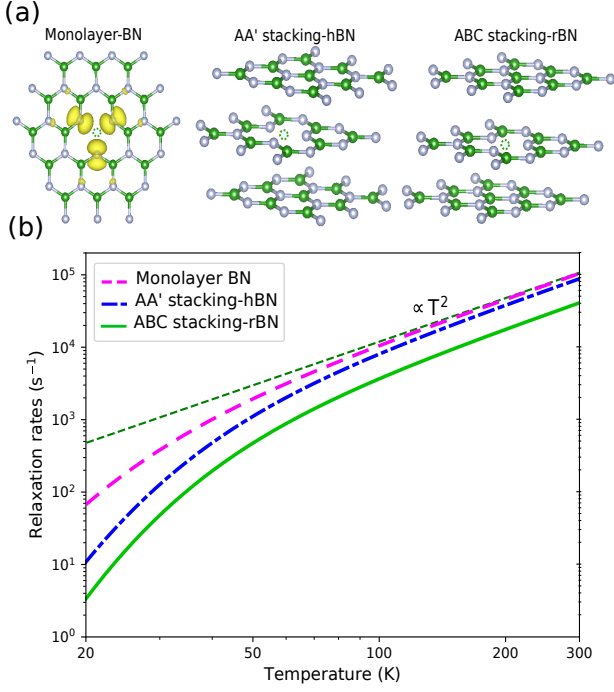 (a)
Monolayer-BN
AA' stacking-hBN
ABC stacking-rBN
(b)
Relaxation rates (s⁻¹)
10⁵
10⁴
10³
10²
10¹
10⁰
Monolayer BN
AA' stacking-hBN
ABC stacking-rBN
∝ T²
20
50
100
200
300
Temperature (K)